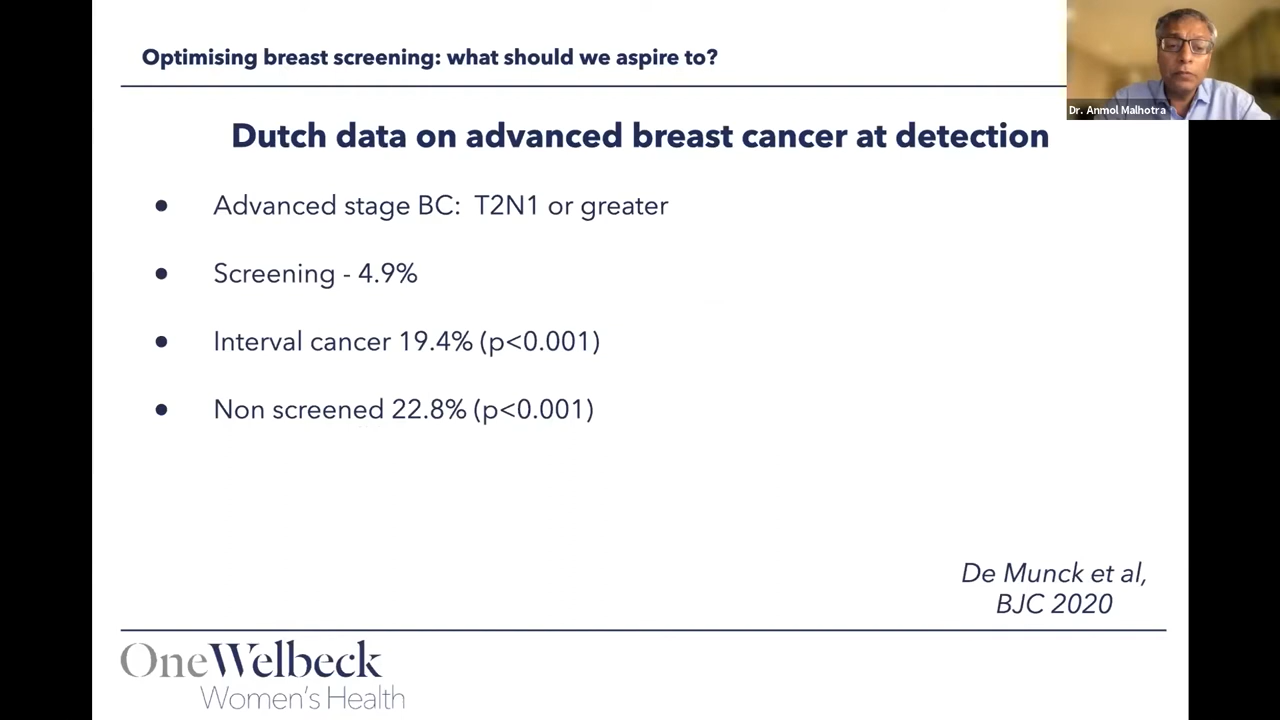 Optimising breast screening: what should we aspire to?
Dr. Anmol Malhotra
Dutch data on advanced breast cancer at detection
● Advanced stage BC: T2N1 or greater
● Screening - 4.9%
● Interval cancer 19.4% (p<0.001)
● Non screened 22.8% (p<0.001)
De Munck et al,
BJC 2020
OneWelbeck
Women's Health